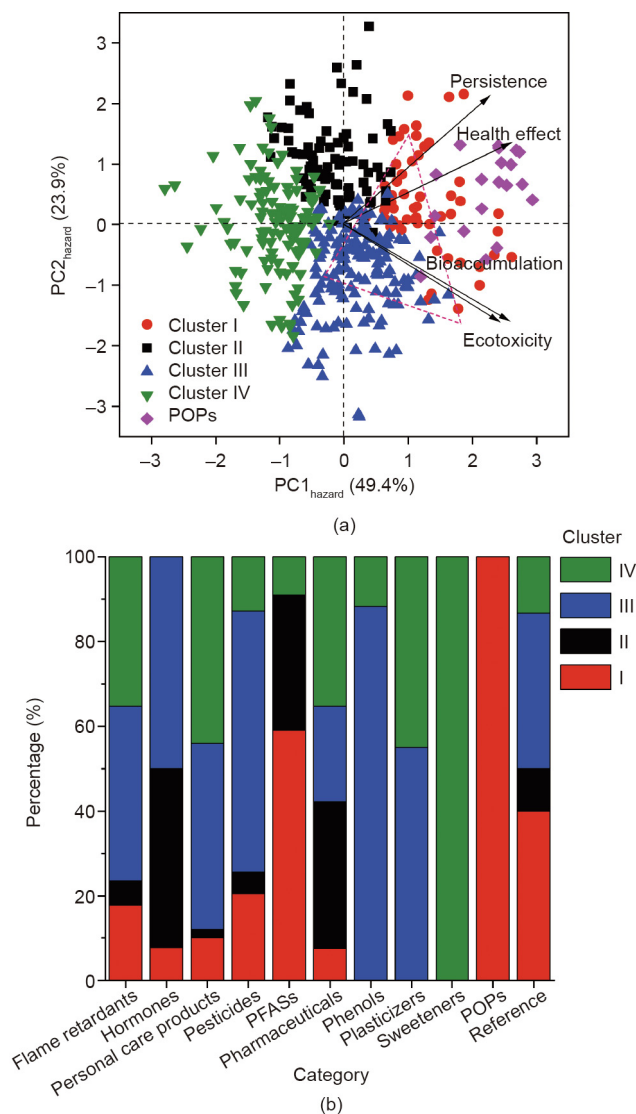 3
2
1
0
–1
–2
–3
PC2hazard (23.9%)
Persistence
Health effect
Bioaccumulation
Ecotoxicity
Cluster I
Cluster II
Cluster III
Cluster IV
POPs
–3 –2 –1 0 1 2 3
PC1hazard (49.4%)
(a)
Cluster
IV
III
II
I
100
80
60
40
20
0
Percentage (%)
Flame retardants
Hormones
Personal care products
Pesticides
PFASs
Pharmaceuticals
Phenols
Plasticizers
Sweeteners
POPs
Reference
Category
(b)